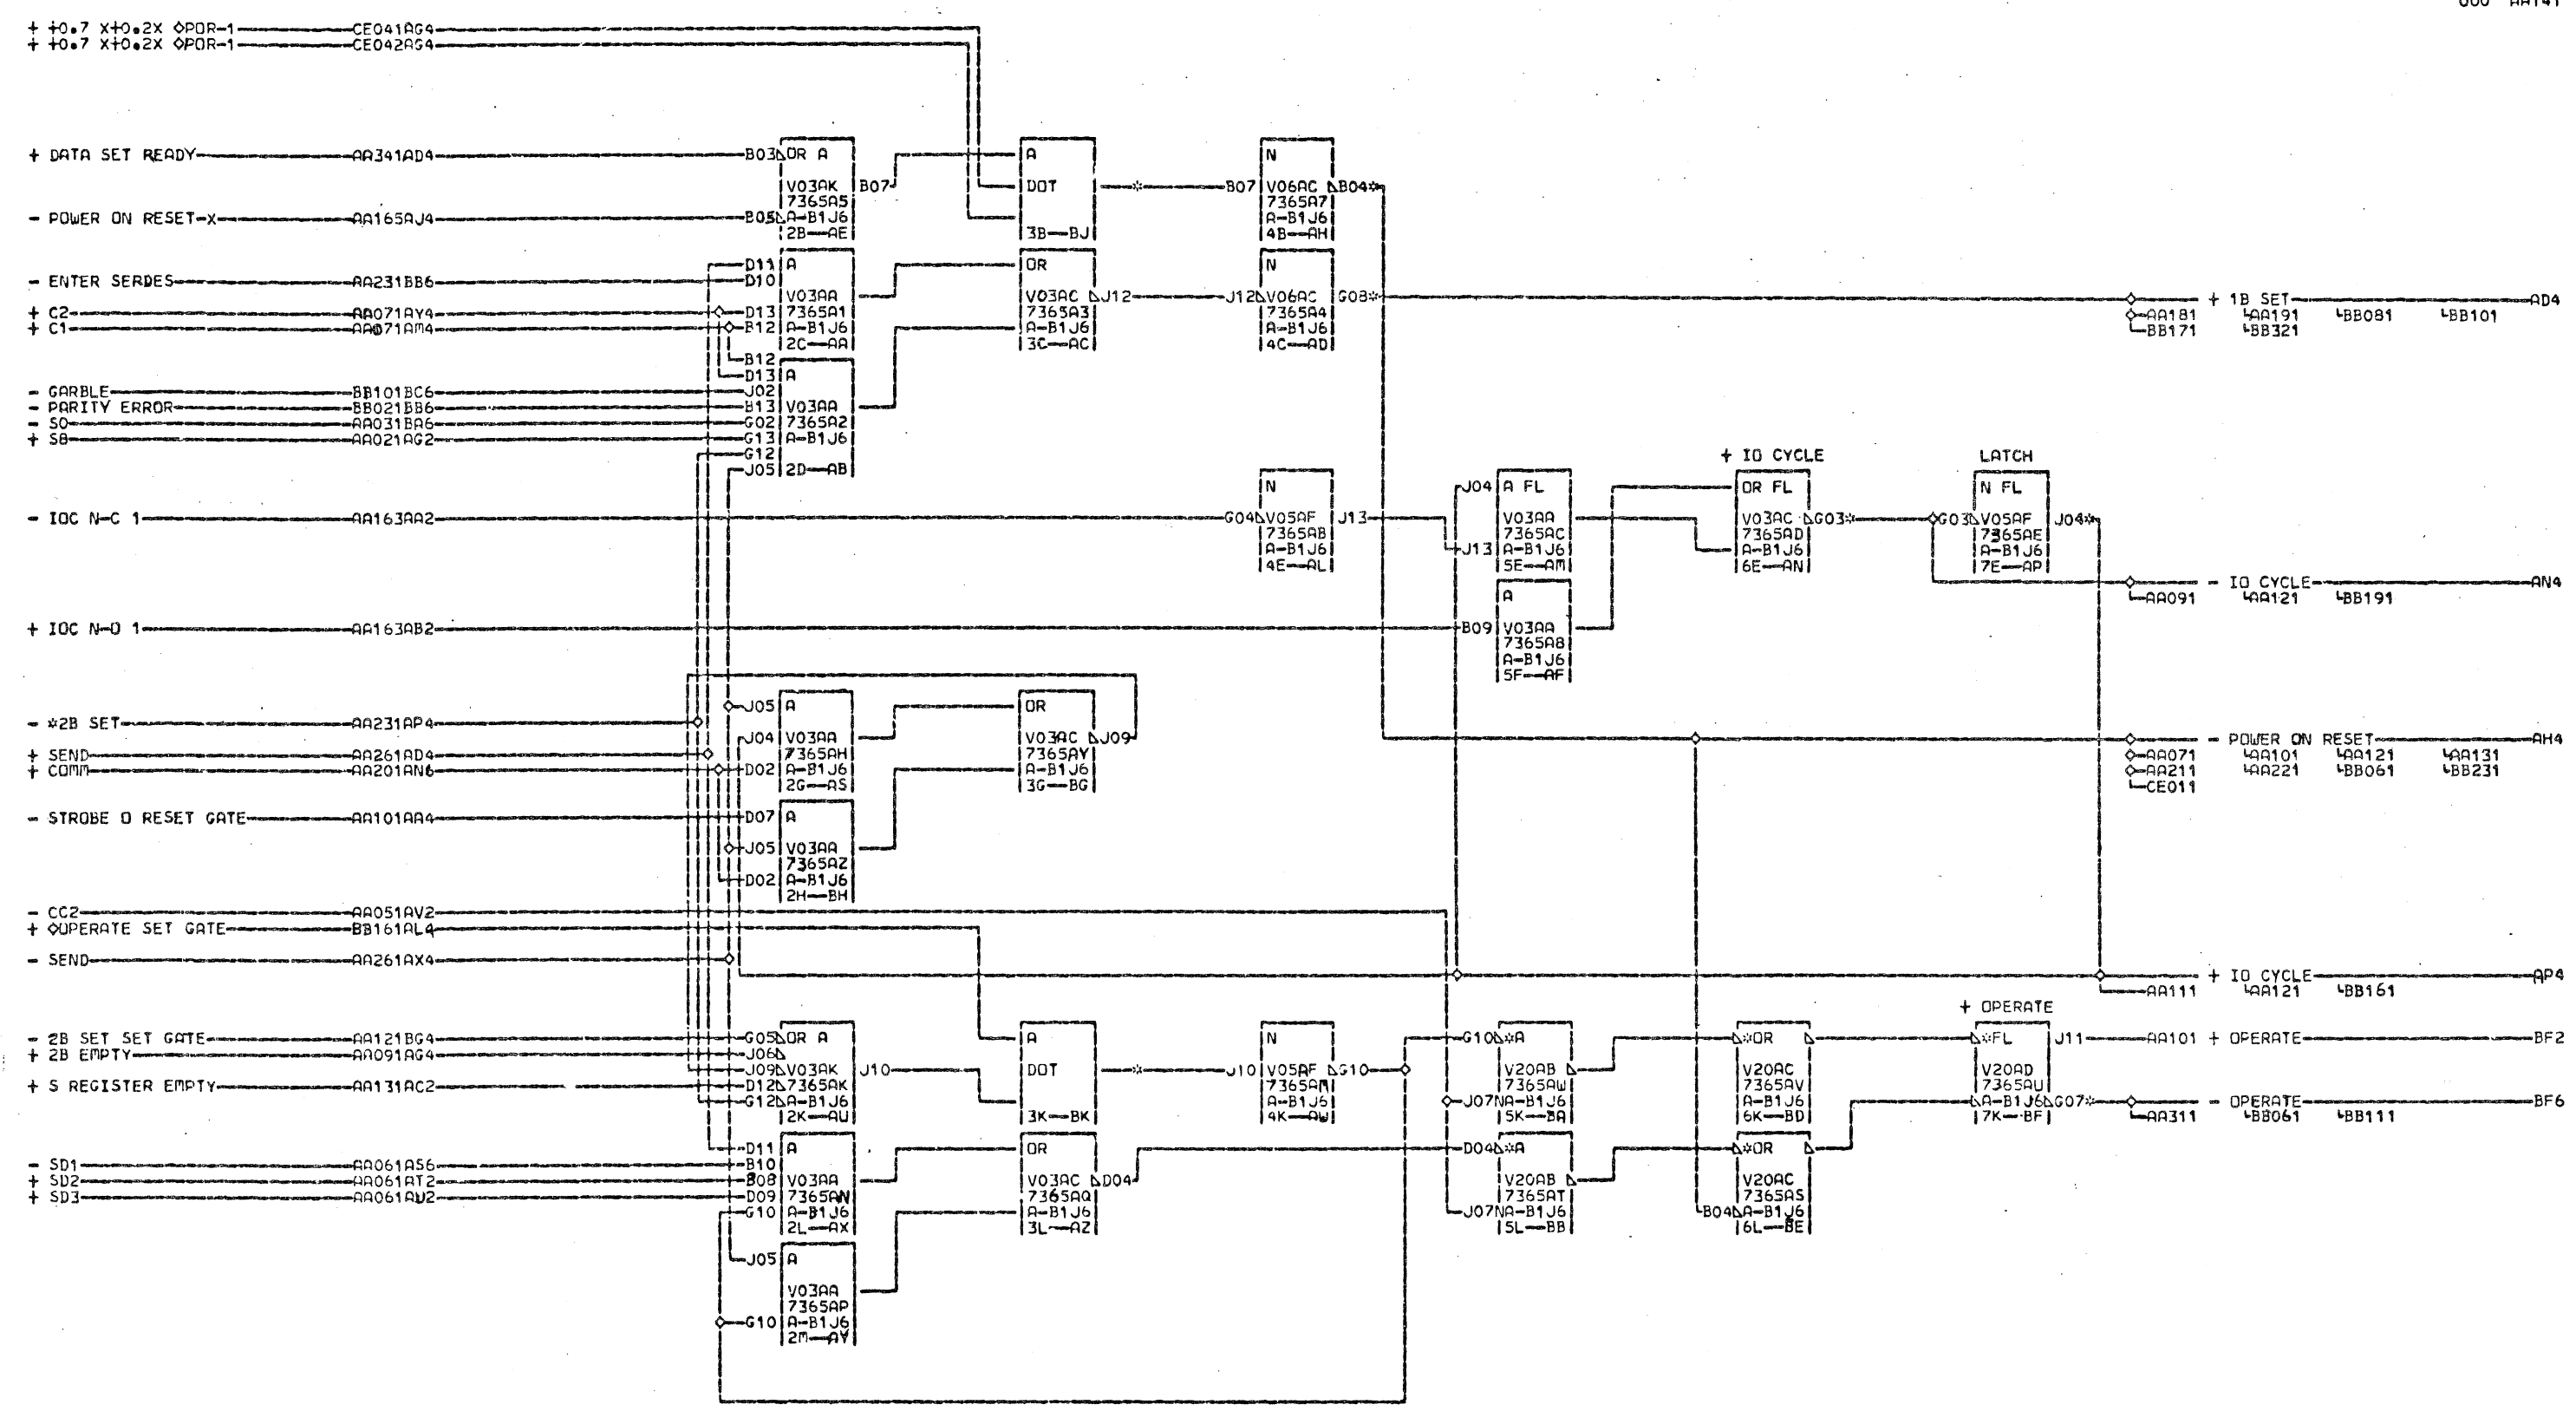 + +0.7 X+0.2X ◇POR-1 CE041AG4
+ +0.7 X+0.2X ◇POR-1 CE042AG4
+ DATA SET READY AA341AD4 B03 OR A A N
V03AK B07 DOT * B07 V06AC B04*
7365A5 7365A7
- POWER ON RESET-X AA165AJ4 B05 A-B1J6 A-B1J6
2B AE 3B BJ 4B AH
D11 A OR N
- ENTER SERDES AA231BB6 D10
V03AA V03AC J12 J12 V06AC G08* + 1B SET AD4
+ C2 AA071AY4 D13 7365A1 7365A3 7365A4 AA181 AA191 BB081 BB101
+ C1 AA071AM4 B12 A-B1J6 A-B1J6 A-B1J6 BB171 BB321
2C AA 3C AC 4C AD
B12
D13 A
- GARBLE BB101BC6 J02
- PARITY ERROR BB021BB6 B13 V03AA
- S0 AA031BA6 G02 7365A2
+ S8 AA021AG2 G13 A-B1J6
G12 + IO CYCLE LATCH
J05 2D AB
N J04 A FL OR FL N FL
- IOC N-C 1 AA163AA2 G04 V05AF J13 V03AA V03AC G03* G03 V05AF J04*
7365AB 7365AC 7365AD 7365AE
A-B1J6 J13 A-B1J6 A-B1J6 A-B1J6
4E AL 5E AM 6E AN 7E AP
- IO CYCLE AN4
A AA091 AA121 BB191
+ IOC N-O 1 AA163AB2 B09 V03AA
7365A8
A-B1J6
5F AF
J05 A OR
- *2B SET AA231AP4
J04 V03AA V03AC J09 - POWER ON RESET AH4
+ SEND AA261AD4 7365AH 7365AY AA071 AA101 AA121 AA131
+ COMM AA201AN6 D02 A-B1J6 A-B1J6 AA211 AA221 BB061 BB231
2G AS 3G BG CE011
- STROBE O RESET GATE AA101AA4 D07 A
J05 V03AA
7365AZ
D02 A-B1J6
2H BH
- CC2 AA051AV2
+ ◇OPERATE SET GATE BB161AL4
- SEND AA261AX4
+ IO CYCLE AP4
AA111 AA121 BB161
+ OPERATE
- 2B SET SET GATE AA121BG4 G05 OR A A N G10 *A *OR *FL J11 AA101 + OPERATE BF2
+ 2B EMPTY AA091AG4 J06
J09 V03AK J10 DOT * J10 V05AF G10 V20AB V20AC V20AD
+ S REGISTER EMPTY AA131AC2 D12 7365AK 7365AM 7365AW 7365AV 7365AU
G12 A-B1J6 A-B1J6 J07NA-B1J6 A-B1J6 A-B1J6 G07* - OPERATE BF6
2K AU 3K BK 4K AW 5K BA 6K BD 7K BF AA311 BB061 BB111
D11 A OR D04 *A *OR
- SD1 AA061AS6 B10
+ SD2 AA061AT2 B08 V03AA V03AC D04 V20AB V20AC
+ SD3 AA061AU2 D09 7365AN 7365AQ 7365AT 7365AS
G10 A-B1J6 A-B1J6 J07NA-B1J6 B04 A-B1J6
2L AX 3L AZ 5L BB 6L BE
J05 A
V03AA
7365AP
G10 A-B1J6
2M AY